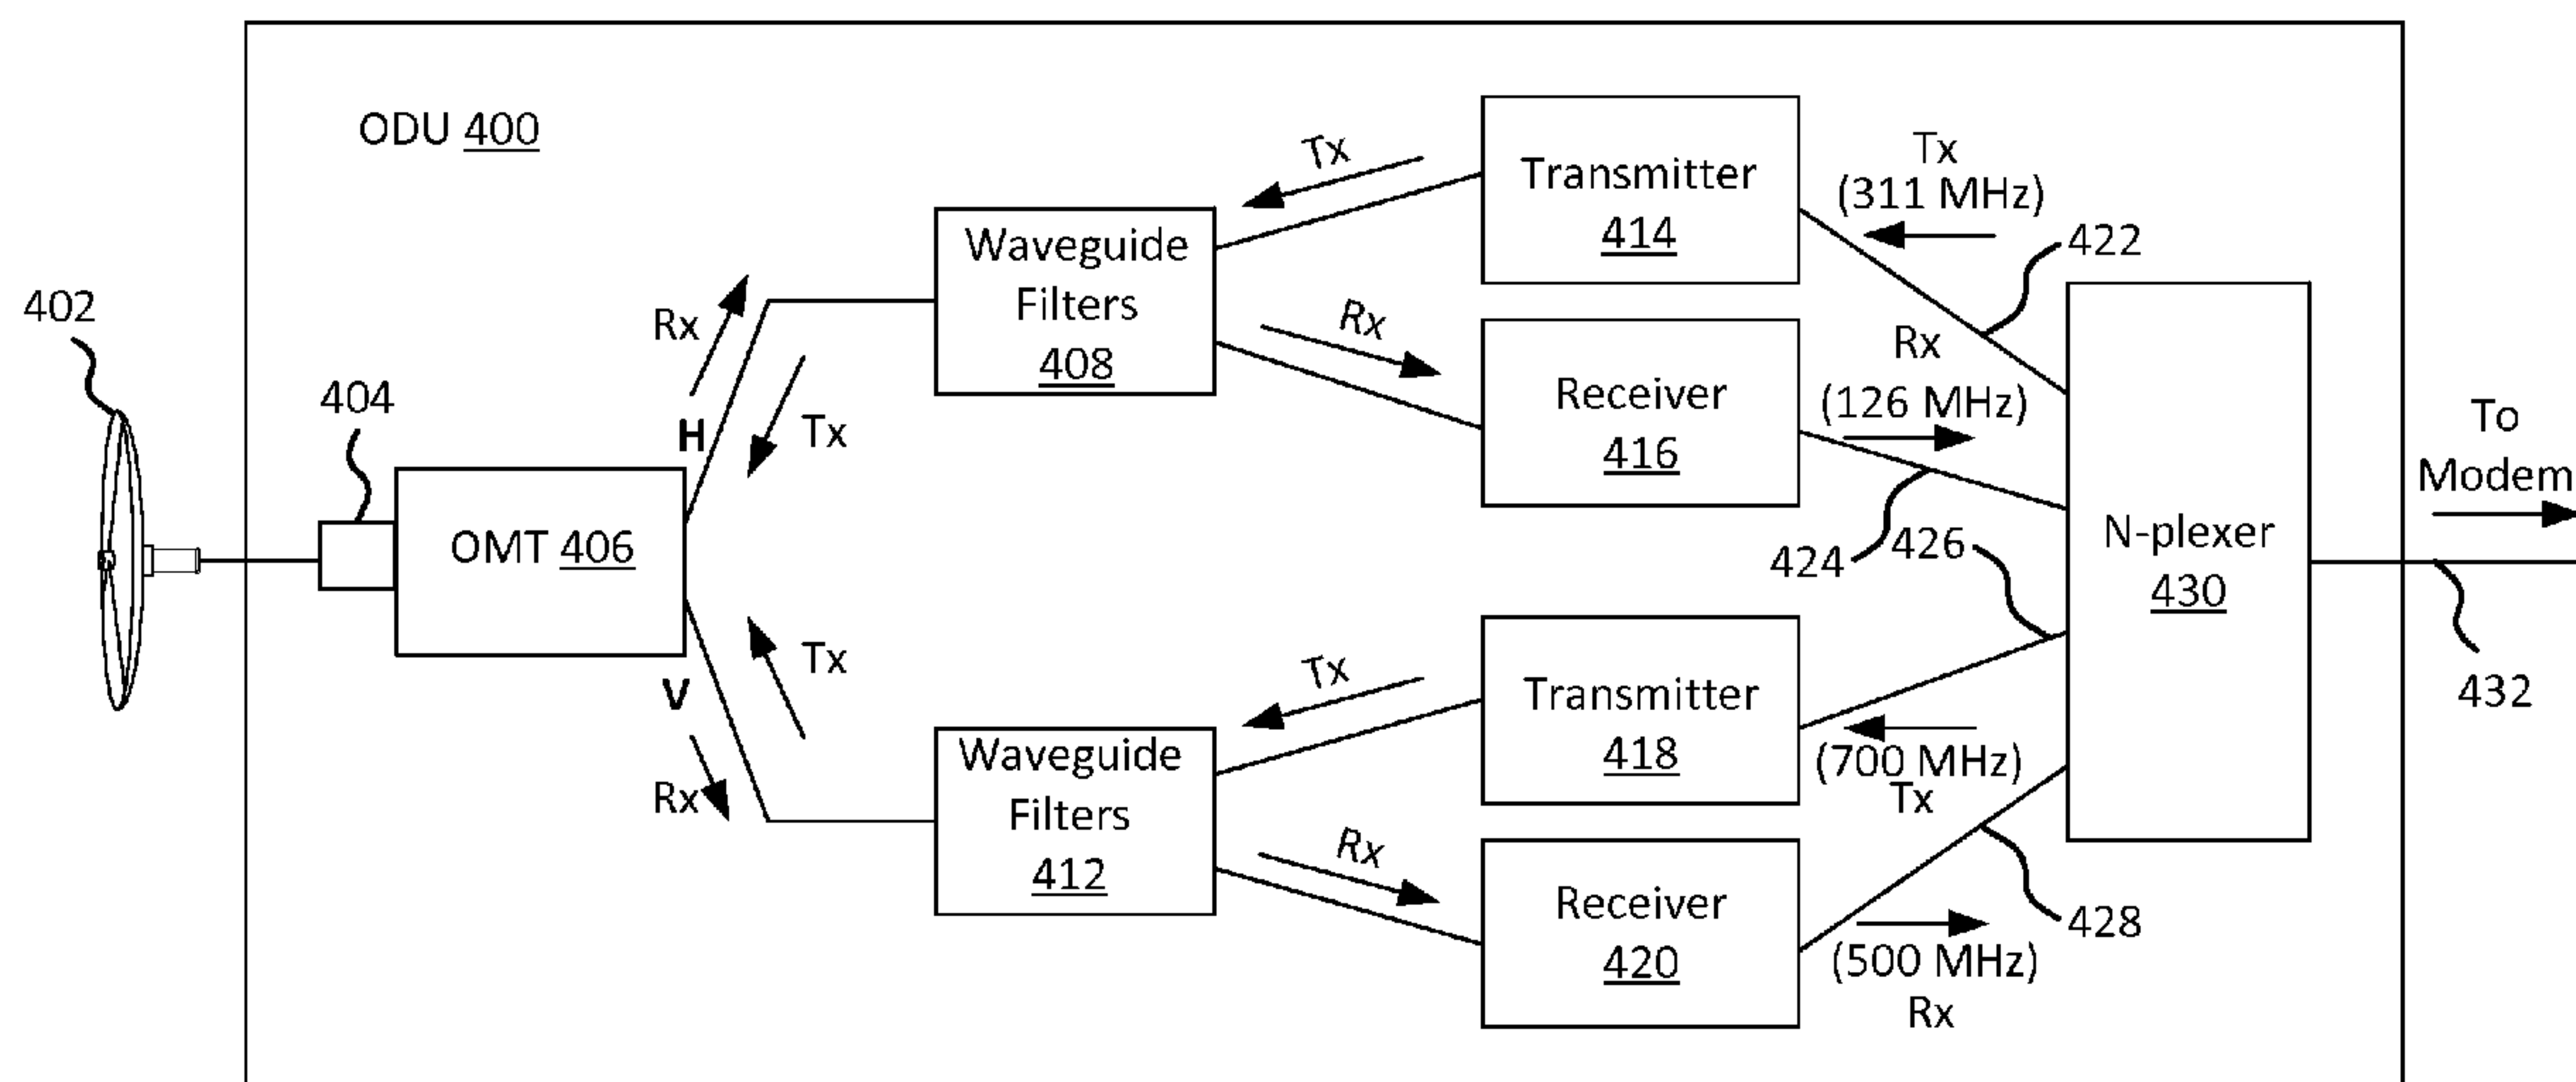 ODU 400
402
404
OMT 406
H
V
Rx
Tx
Tx
Rx
Waveguide
Filters
408
Waveguide
Filters
412
Tx
Rx
Tx
Rx
Transmitter
414
Receiver
416
Transmitter
418
Receiver
420
Tx
(311 MHz)
422
Rx
(126 MHz)
424
426
(700 MHz)
Tx
428
(500 MHz)
Rx
N-plexer
430
To
Modem
432